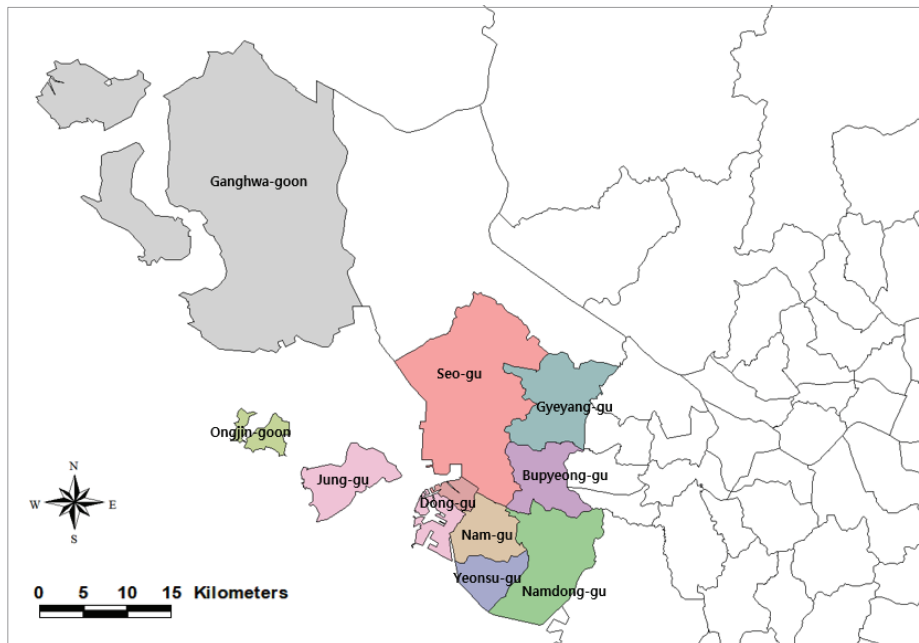 Ganghwa-goon
Seo-gu
Gyeyang-gu
Ongjin-goon
Jung-gu
Bupyeong-gu
Dong-gu
Nam-gu
Yeonsu-gu
Namdong-gu
N
W E
S
0 5 10 15 Kilometers